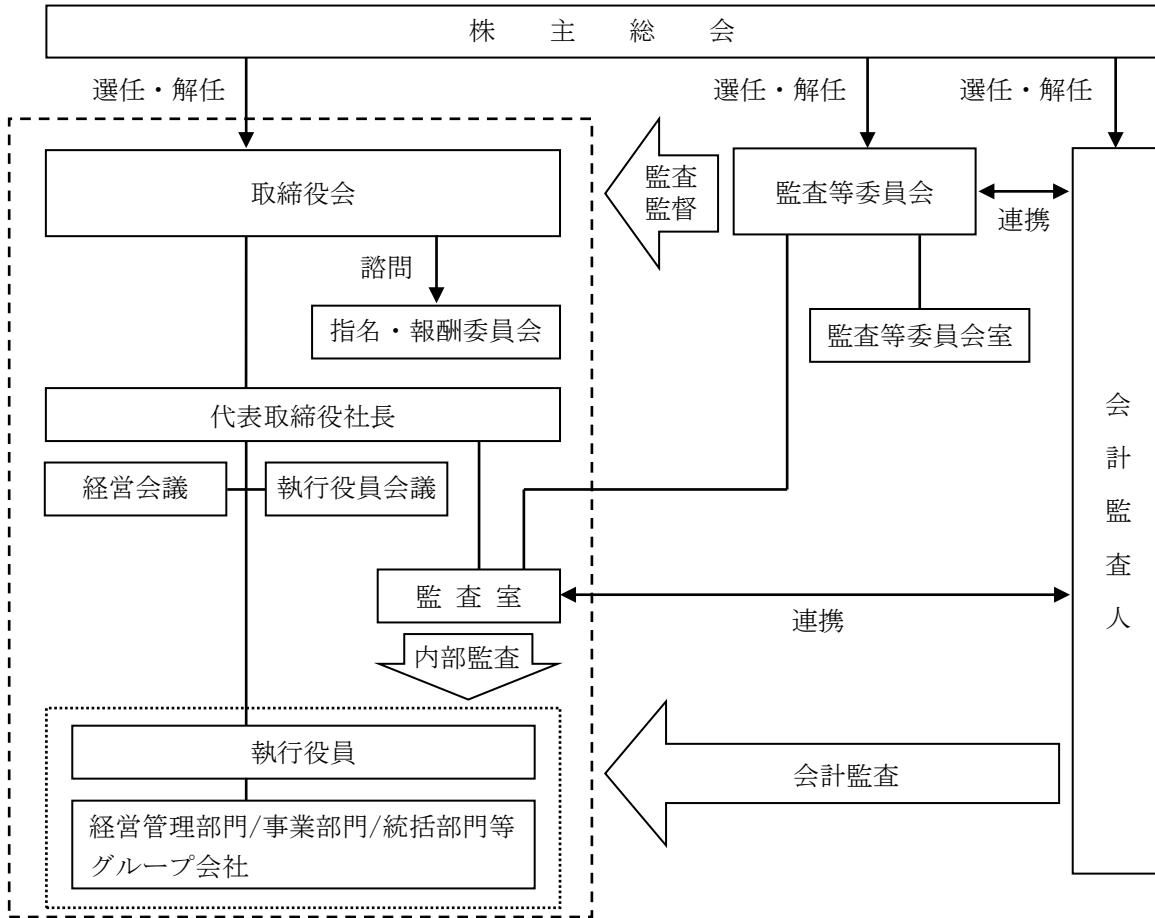 株主総会
選任・解任
選任・解任
選任・解任
取締役会
監査
監督
監査等委員会
連携
諮問
指名・報酬委員会
監査等委員会室
代表取締役社長
経営会議
執行役員会議
会計監査人
監査室
連携
内部監査
執行役員
会計監査
経営管理部門/事業部門/統括部門等
グループ会社